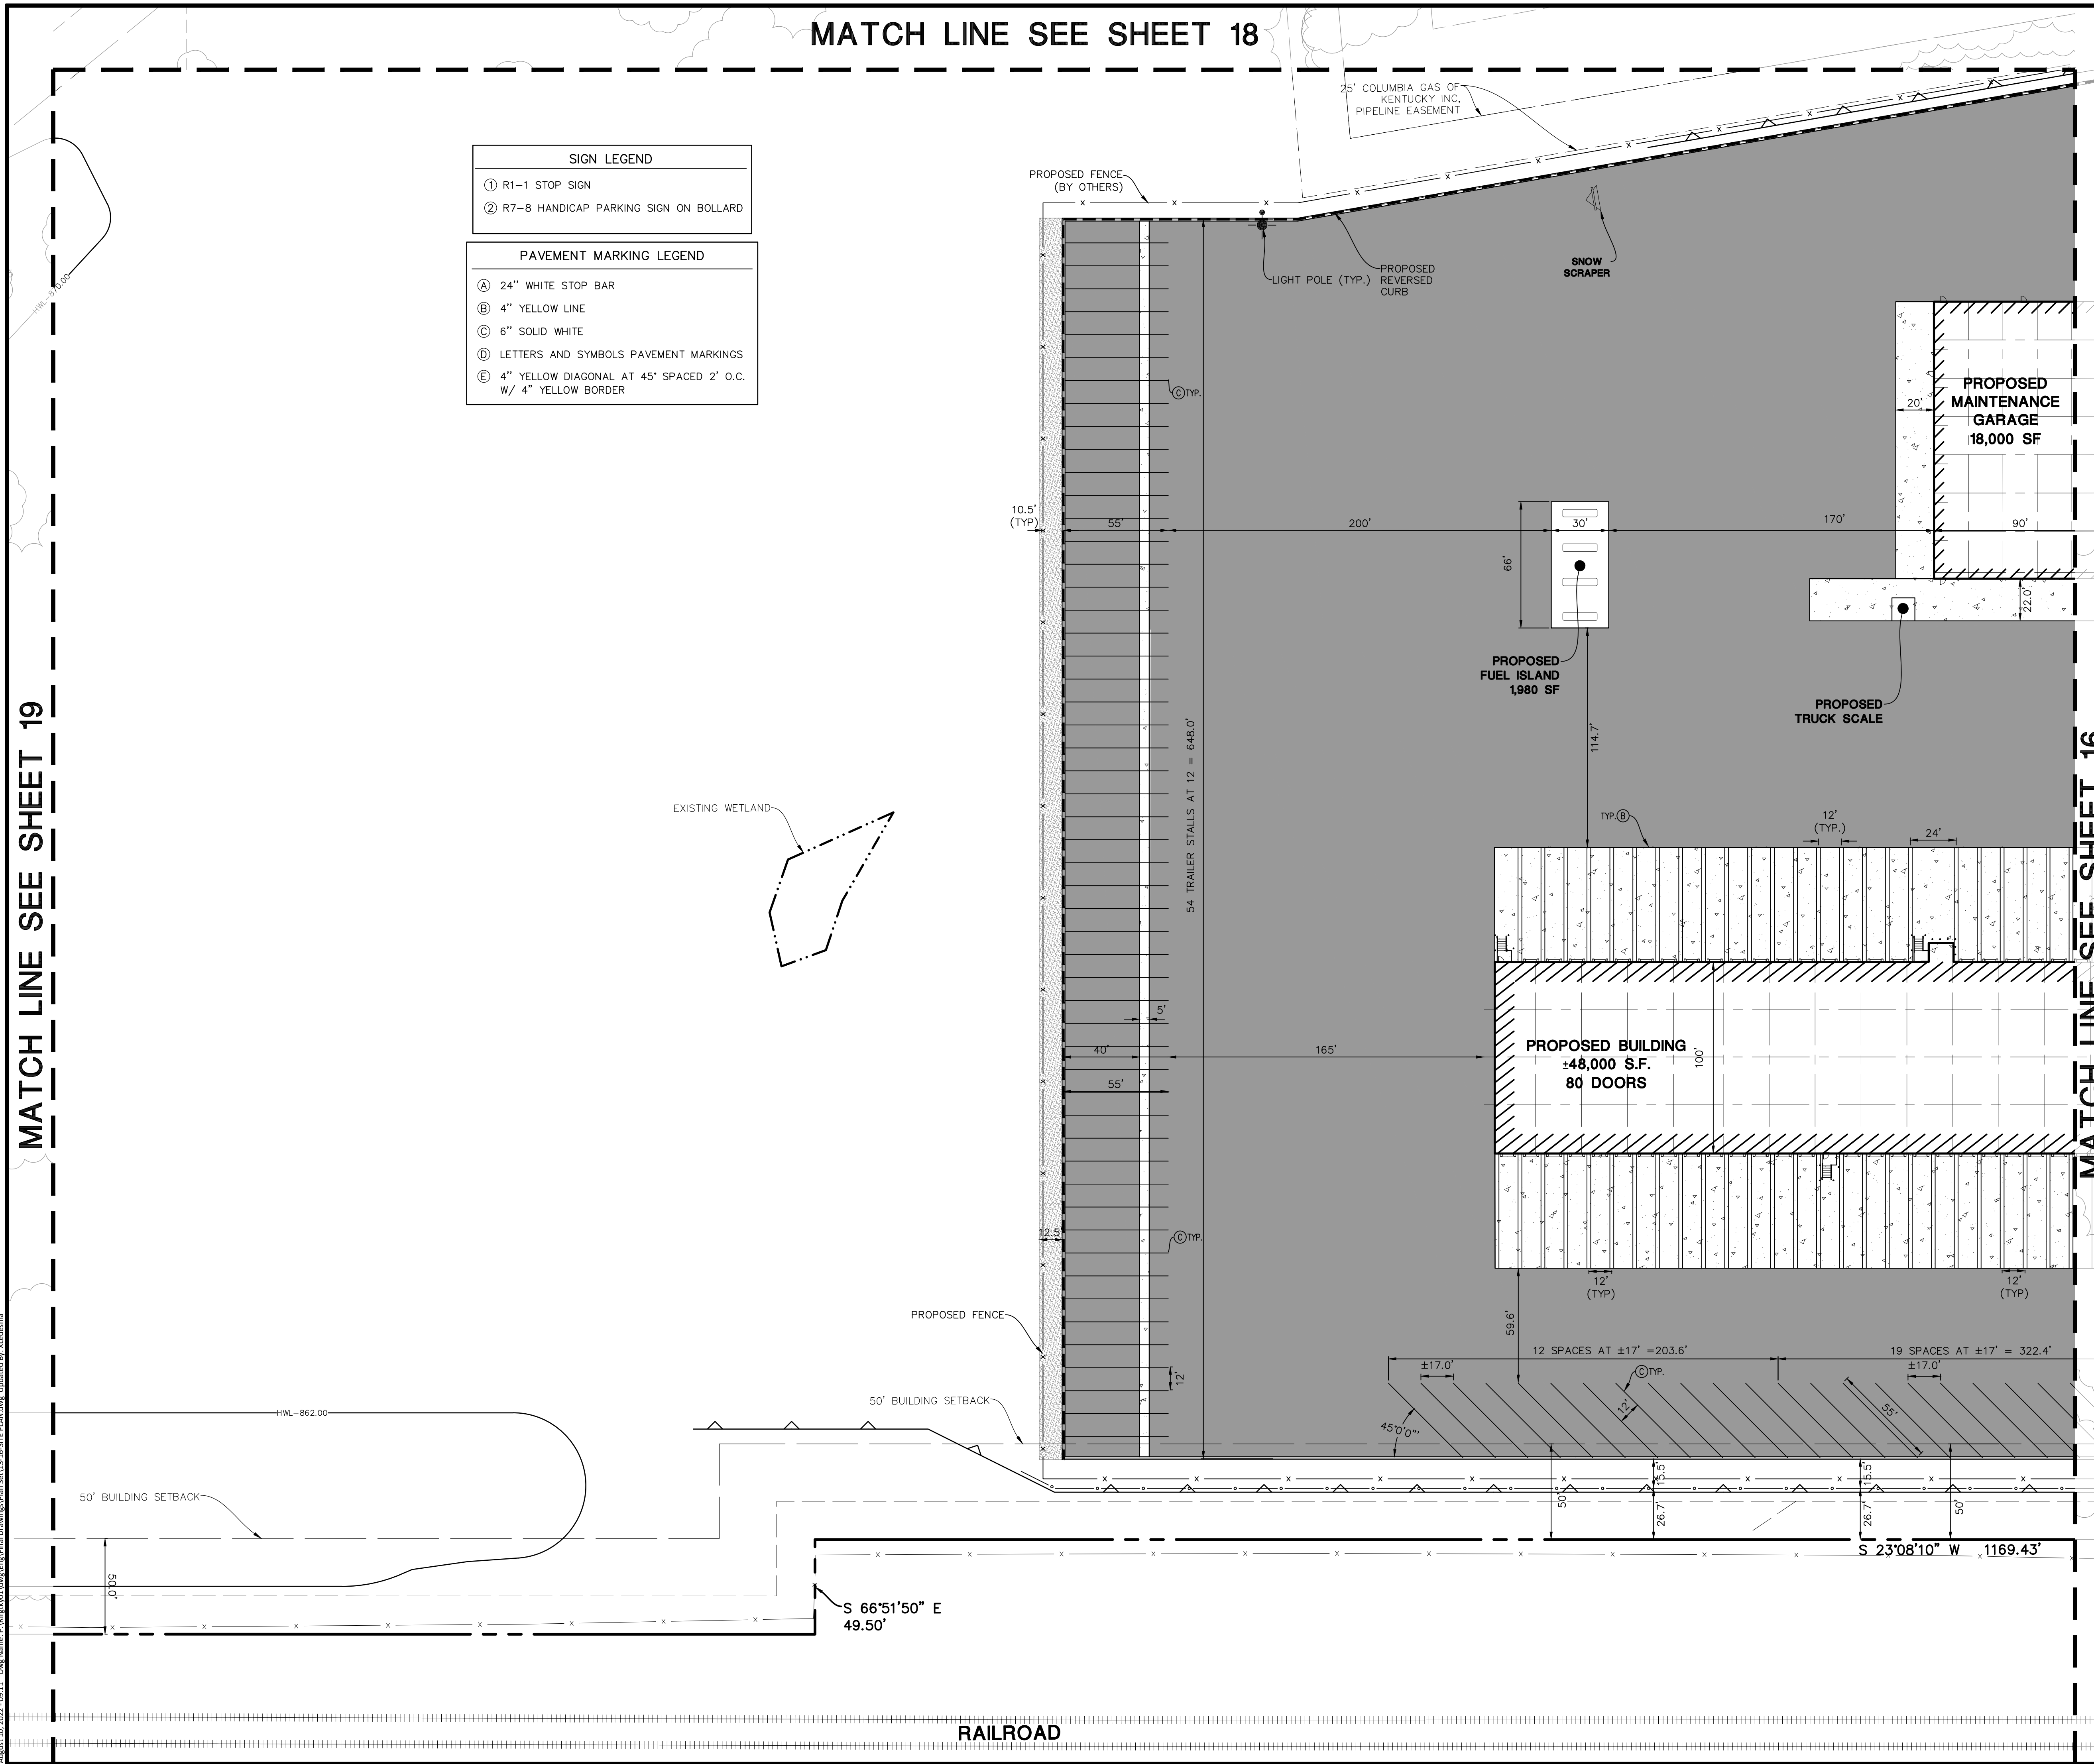 MATCH LINE SEE SHEET 18
25' COLUMBIA GAS OF
KENTUCKY INC,
PIPELINE EASEMENT
SIGN LEGEND
① R1-1 STOP SIGN
② R7-8 HANDICAP PARKING SIGN ON BOLLARD
PAVEMENT MARKING LEGEND
Ⓐ 24" WHITE STOP BAR
Ⓑ 4" YELLOW LINE
Ⓒ 6" SOLID WHITE
Ⓓ LETTERS AND SYMBOLS PAVEMENT MARKINGS
Ⓔ 4" YELLOW DIAGONAL AT 45° SPACED 2' O.C.
W/ 4" YELLOW BORDER
PROPOSED FENCE
(BY OTHERS)
LIGHT POLE (TYP.)
PROPOSED
REVERSED
CURB
SNOW
SCRAPER
ⒸTYP.
PROPOSED
MAINTENANCE
GARAGE
18,000 SF
20'
10.5'
(TYP)
55'
200'
30'
170'
90'
66'
22.0'
PROPOSED
FUEL ISLAND
1,980 SF
PROPOSED
TRUCK SCALE
114.7'
54 TRAILER STALLS AT 12 = 648.0'
MATCH LINE SEE SHEET 19
MATCH LINE SEE SHEET 16
EXISTING WETLAND
TYP.Ⓑ
12'
(TYP.)
24'
5'
40'
165'
55'
PROPOSED BUILDING
±48,000 S.F.
80 DOORS
100'
12.5'
ⒸTYP.
12'
(TYP)
12'
(TYP)
PROPOSED FENCE
59.6'
12 SPACES AT ±17' =203.6'
19 SPACES AT ±17' = 322.4'
±17.0'
±17.0'
ⒸTYP.
12'
12'
55'
45°0'0"
50' BUILDING SETBACK
HWL-862.00
50' BUILDING SETBACK
15.5'
15.5'
50'
26.7'
26.7'
50'
S 23°08'10" W 1169.43'
50.0'
S 66°51'50" E
49.50'
RAILROAD